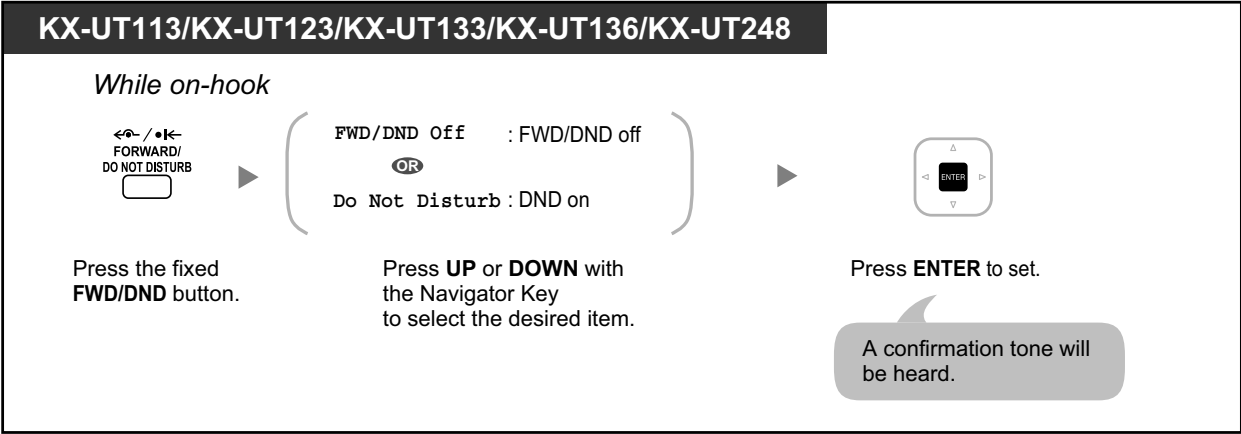 KX-UT113/KX-UT123/KX-UT133/KX-UT136/KX-UT248
While on-hook
FORWARD/
DO NOT DISTURB
FWD/DND Off : FWD/DND off
OR
Do Not Disturb : DND on
ENTER
Press the fixed
FWD/DND button.
Press UP or DOWN with
the Navigator Key
to select the desired item.
Press ENTER to set.
A confirmation tone will
be heard.